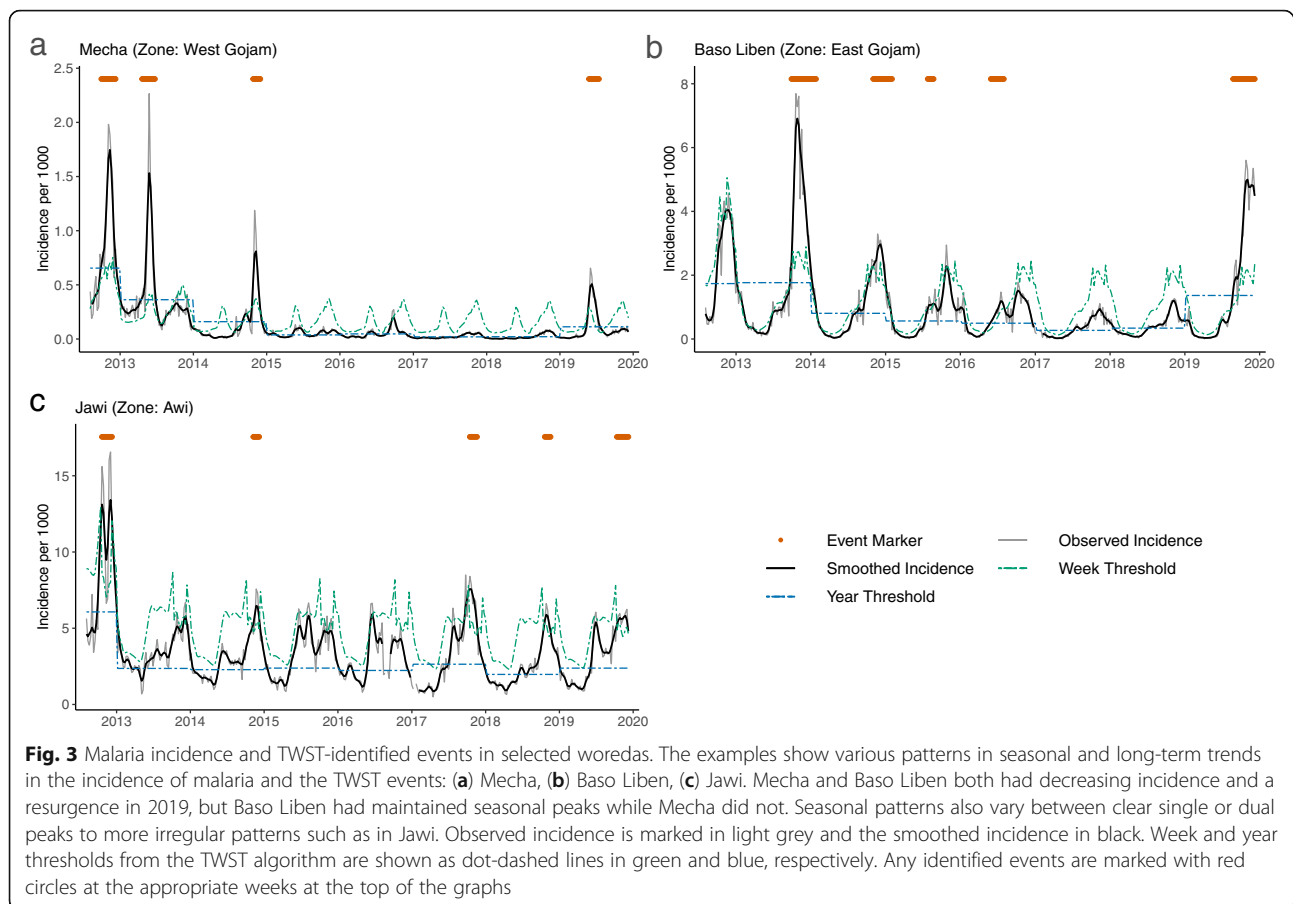 a
Mecha (Zone: West Gojam)
Incidence per 1000
2.5
2.0
1.5
1.0
0.5
0.0
2013 2014 2015 2016 2017 2018 2019 2020
b
Baso Liben (Zone: East Gojam)
Incidence per 1000
8
6
4
2
0
2013 2014 2015 2016 2017 2018 2019 2020
c
Jawi (Zone: Awi)
Incidence per 1000
15
10
5
0
2013 2014 2015 2016 2017 2018 2019 2020
Event Marker
Observed Incidence
Smoothed Incidence
Week Threshold
Year Threshold
Fig. 3 Malaria incidence and TWST-identified events in selected woredas. The examples show various patterns in seasonal and long-term trends
in the incidence of malaria and the TWST events: (a) Mecha, (b) Baso Liben, (c) Jawi. Mecha and Baso Liben both had decreasing incidence and a
resurgence in 2019, but Baso Liben had maintained seasonal peaks while Mecha did not. Seasonal patterns also vary between clear single or dual
peaks to more irregular patterns such as in Jawi. Observed incidence is marked in light grey and the smoothed incidence in black. Week and year
thresholds from the TWST algorithm are shown as dot-dashed lines in green and blue, respectively. Any identified events are marked with red
circles at the appropriate weeks at the top of the graphs